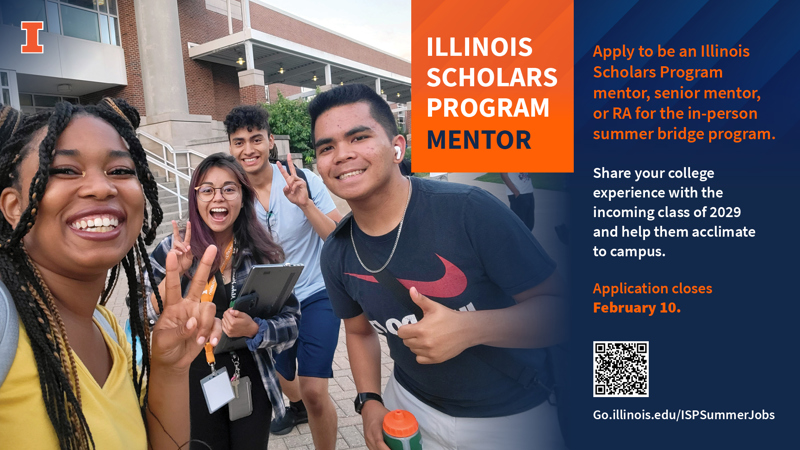 I
ILLINOIS
SCHOLARS
PROGRAM
MENTOR
Apply to be an Illinois
Scholars Program
mentor, senior mentor,
or RA for the in-person
summer bridge program.
Share your college
experience with the
incoming class of 2029
and help them acclimate
to campus.
Application closes
February 10.
Go.illinois.edu/ISPSummerJobs